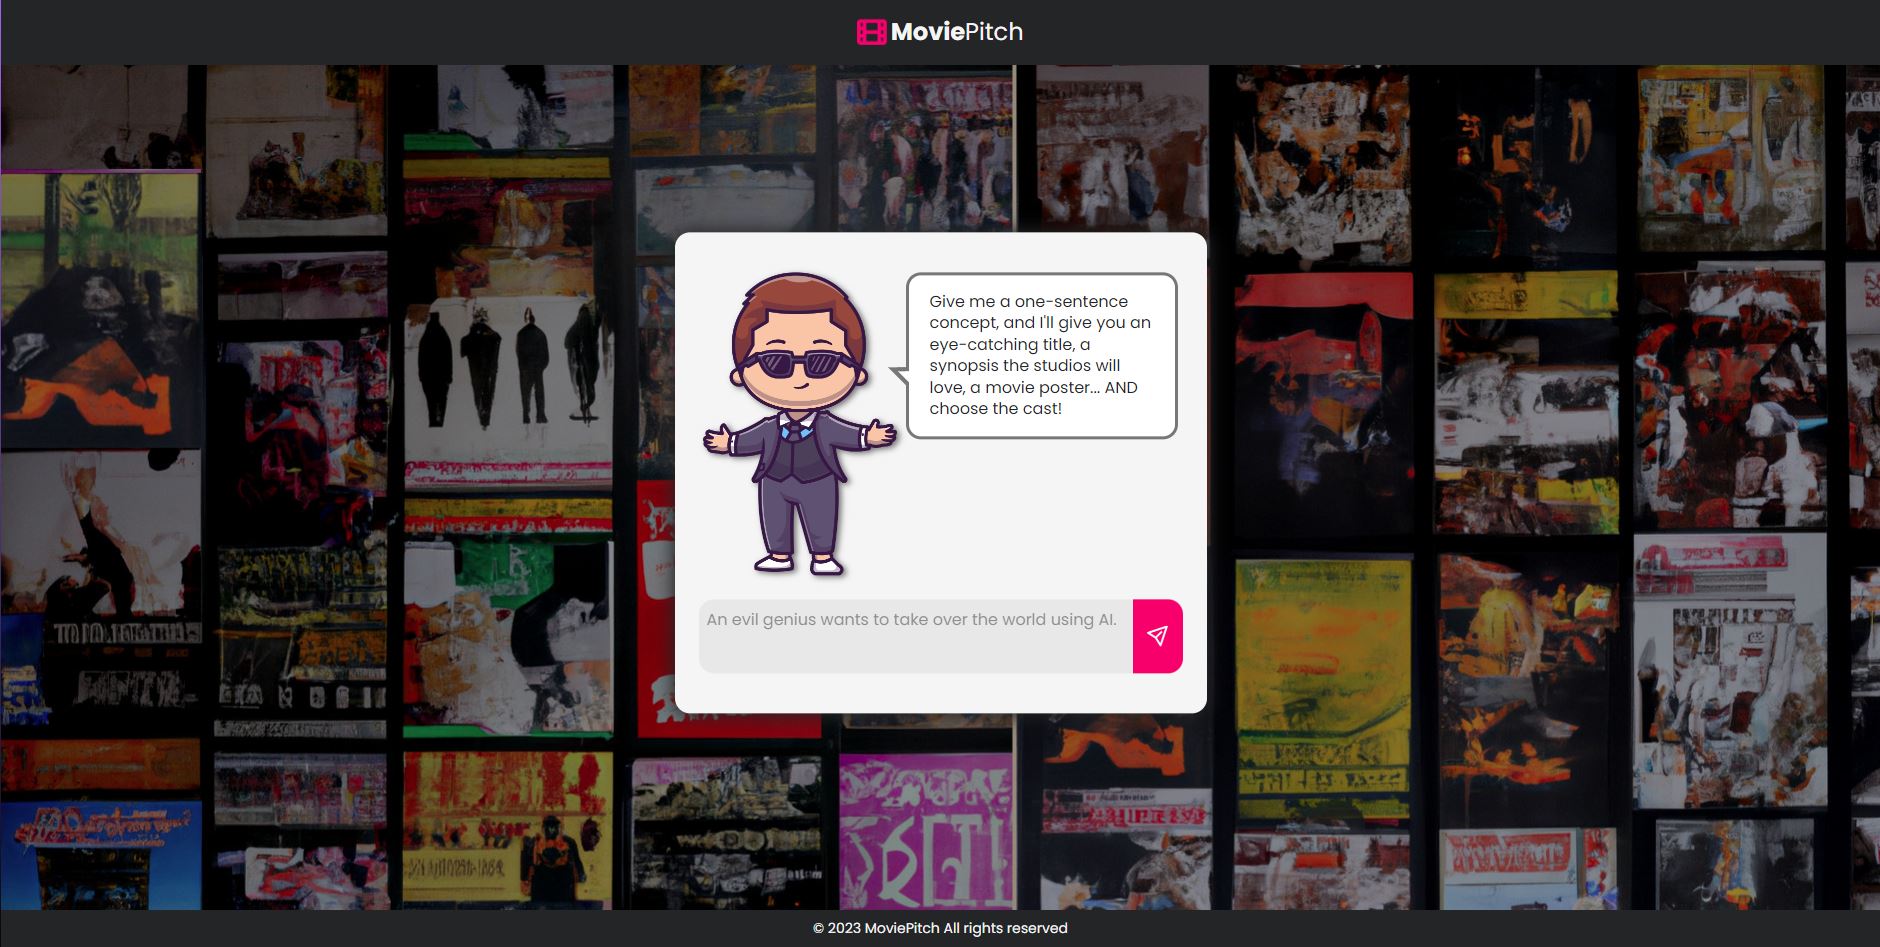 MoviePitch
Give me a one-sentence
concept, and I'll give you an
eye-catching title, a
synopsis the studios will
love, a movie poster... AND
choose the cast!
An evil genius wants to take over the world using AI.
© 2023 MoviePitch All rights reserved